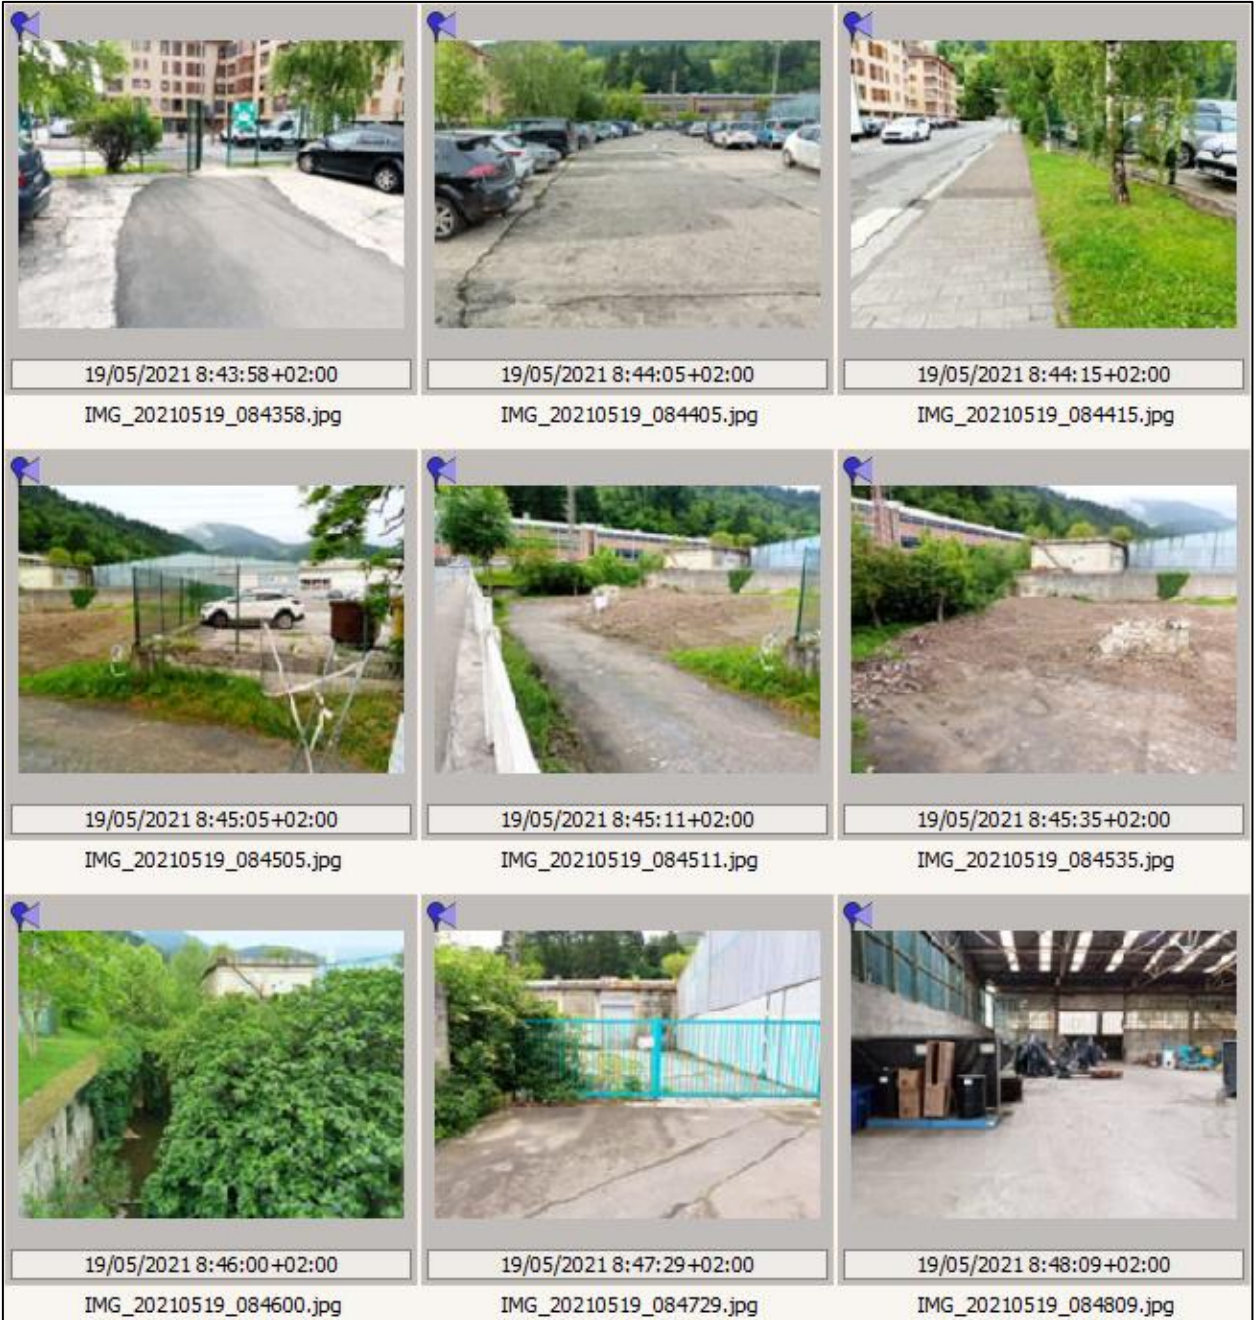 19/05/2021 8:43:58+02:00 19/05/2021 8:44:05+02:00 19/05/2021 8:44:15+02:00
IMG_20210519_084358.jpg IMG_20210519_084405.jpg IMG_20210519_084415.jpg
19/05/2021 8:45:05+02:00 19/05/2021 8:45:11+02:00 19/05/2021 8:45:35+02:00
IMG_20210519_084505.jpg IMG_20210519_084511.jpg IMG_20210519_084535.jpg
19/05/2021 8:46:00+02:00 19/05/2021 8:47:29+02:00 19/05/2021 8:48:09+02:00
IMG_20210519_084600.jpg IMG_20210519_084729.jpg IMG_20210519_084809.jpg